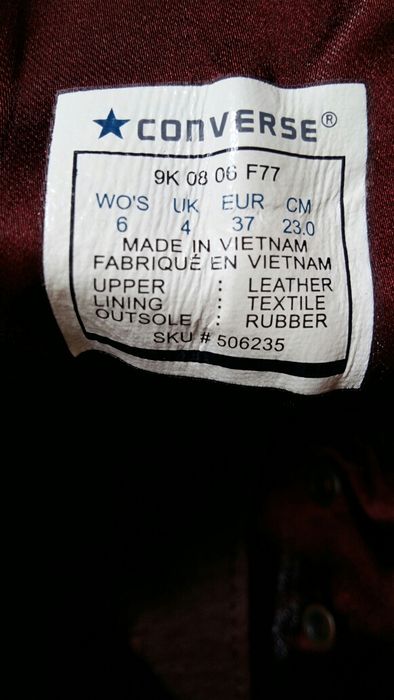 ★ CONVERSE®
9K 08 06 F77
WO'S UK EUR CM
6 4 37 23.0
MADE IN VIETNAM
FABRIQUÉ EN VIETNAM
UPPER : LEATHER
LINING : TEXTILE
OUTSOLE : RUBBER
SKU # 506235